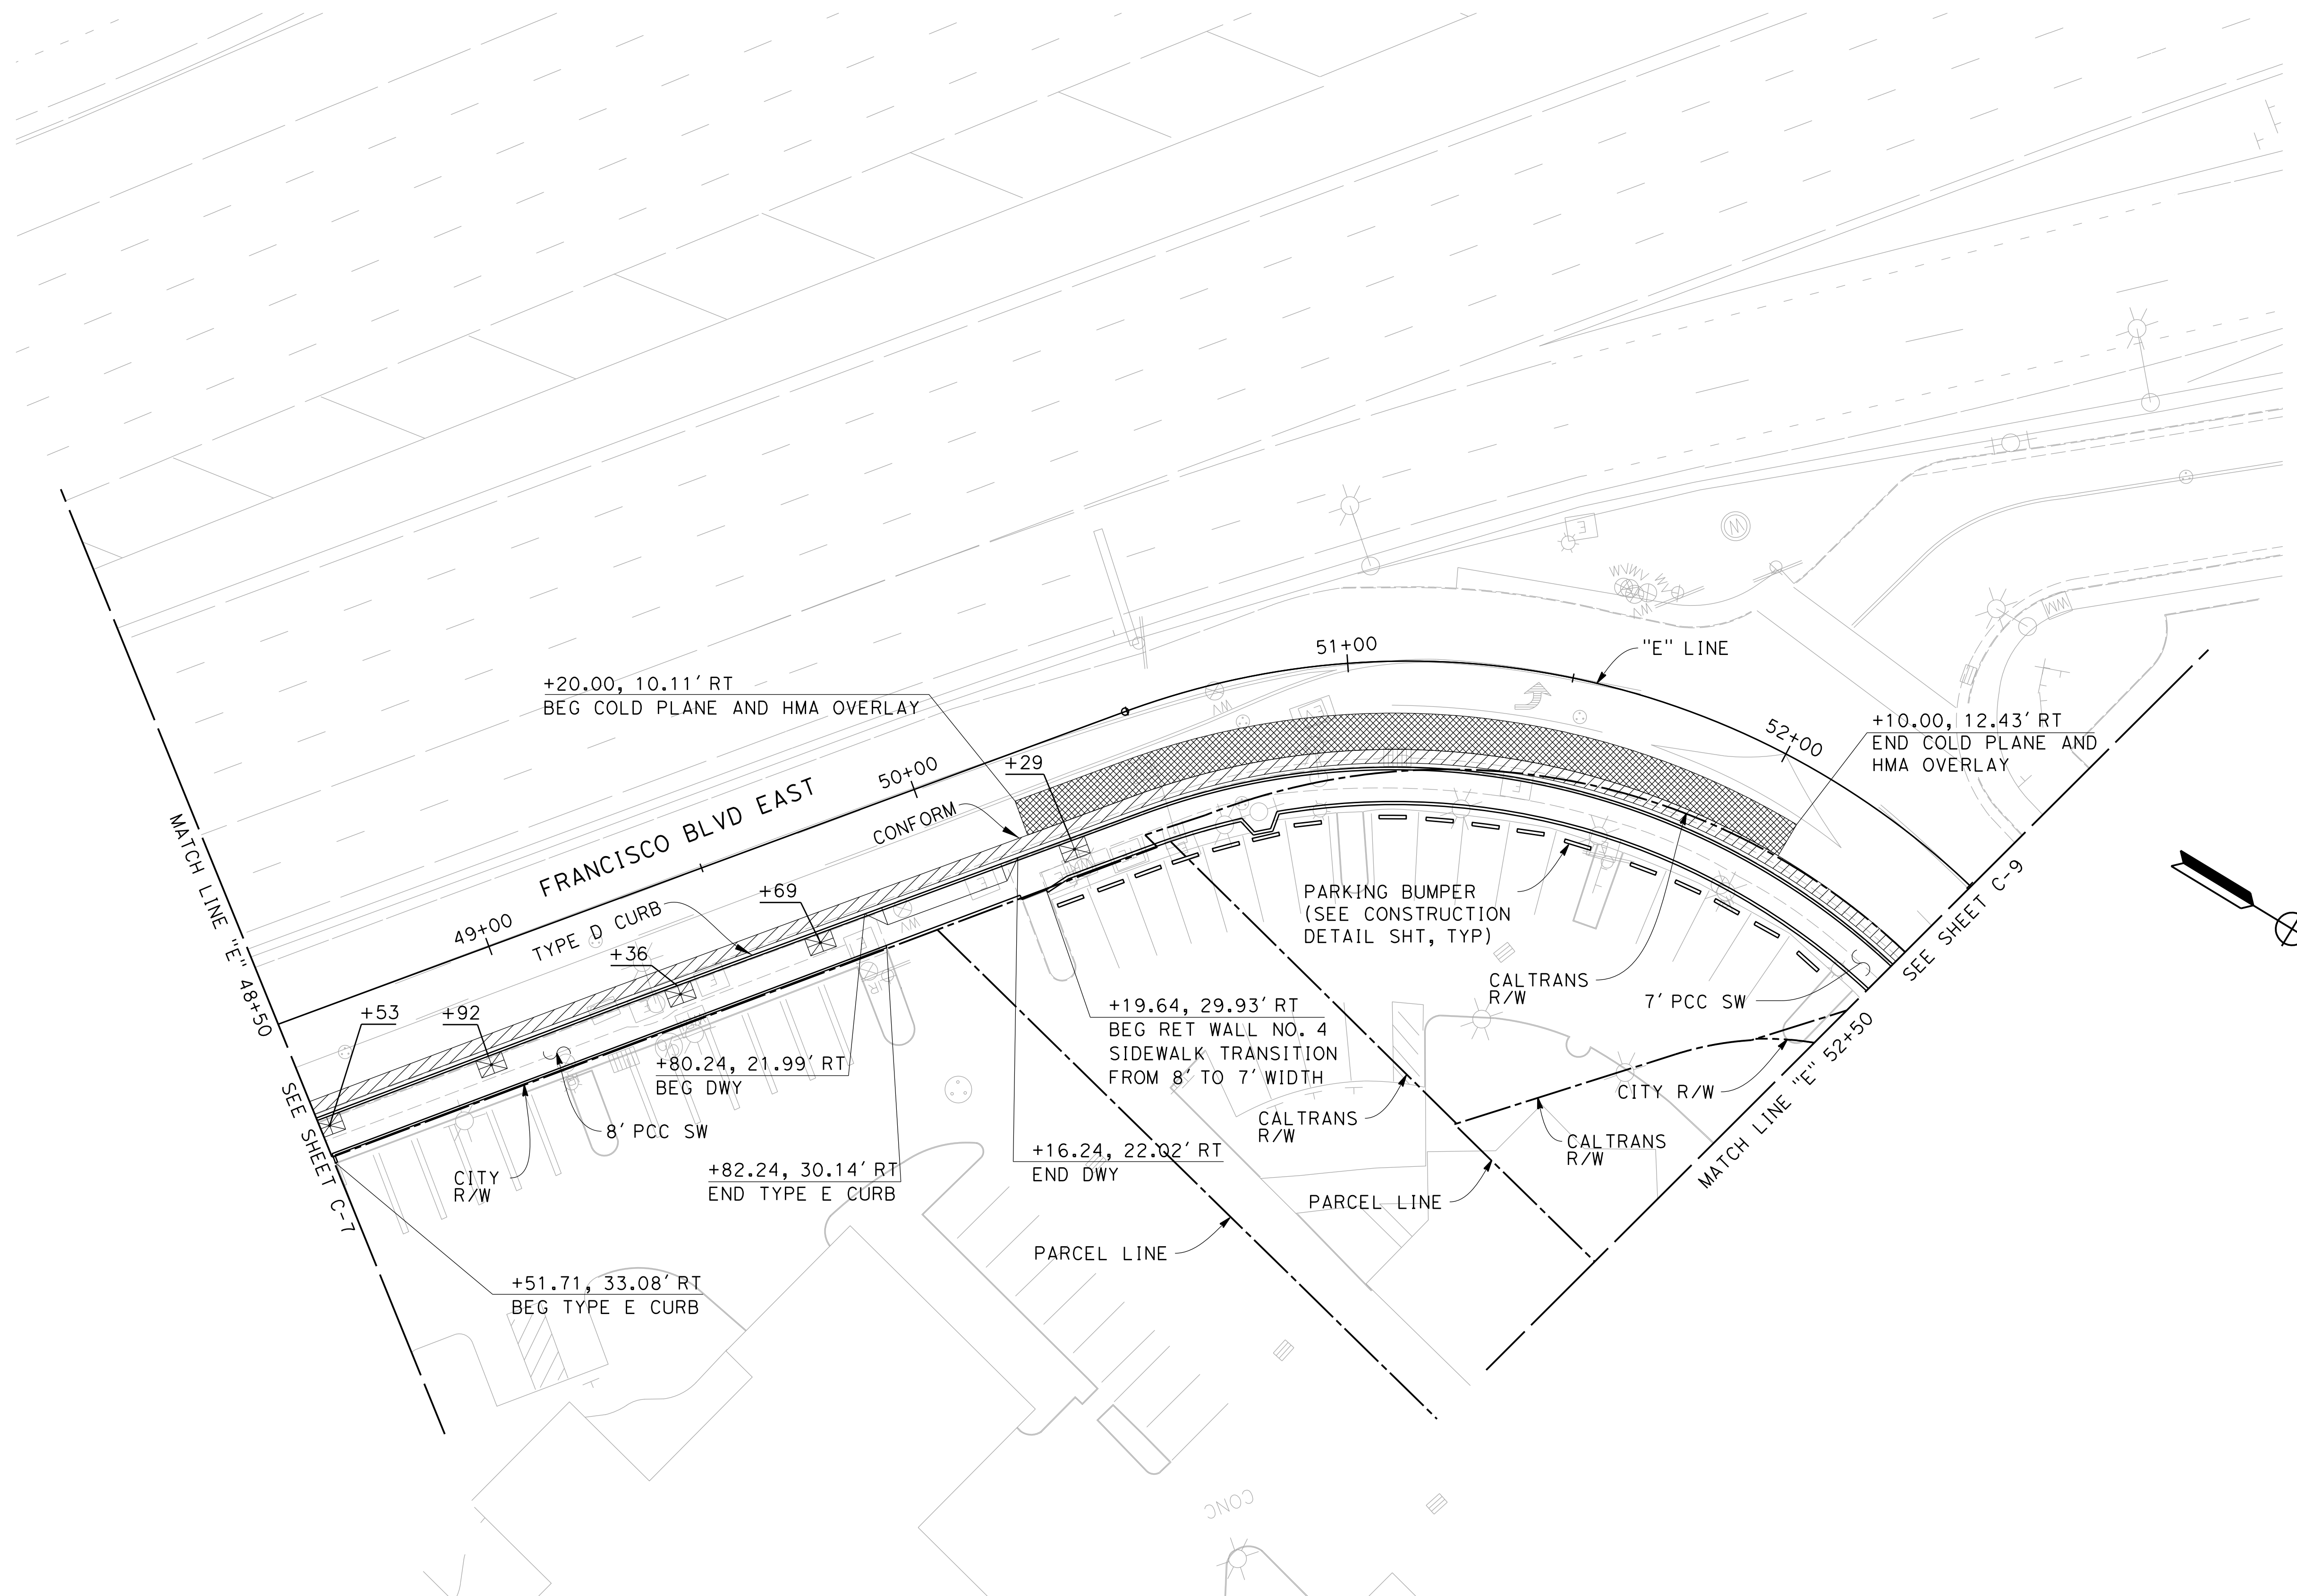 "E" LINE
51+00
+20.00, 10.11' RT
BEG COLD PLANE AND HMA OVERLAY
52+00
+10.00, 12.43' RT
END COLD PLANE AND
HMA OVERLAY
+29
50+00
CONFORM
FRANCISCO BLVD EAST
MATCH LINE "E" 48+50
SEE SHEET C-7
49+00
TYPE D CURB
+69
+36
+53
+92
PARKING BUMPER
(SEE CONSTRUCTION
DETAIL SHT, TYP)
CALTRANS
R/W
7' PCC SW
SEE SHEET C-9
MATCH LINE "E" 52+50
+19.64, 29.93' RT
BEG RET WALL NO. 4
SIDEWALK TRANSITION
FROM 8' TO 7' WIDTH
+80.24, 21.99' RT
BEG DWY
8' PCC SW
CITY
R/W
+82.24, 30.14' RT
END TYPE E CURB
+16.24, 22.02' RT
END DWY
CALTRANS
R/W
CITY R/W
CALTRANS
R/W
PARCEL LINE
PARCEL LINE
+51.71, 33.08' RT
BEG TYPE E CURB
CONC
E
W
WM
WV
WV
WV
EV
E